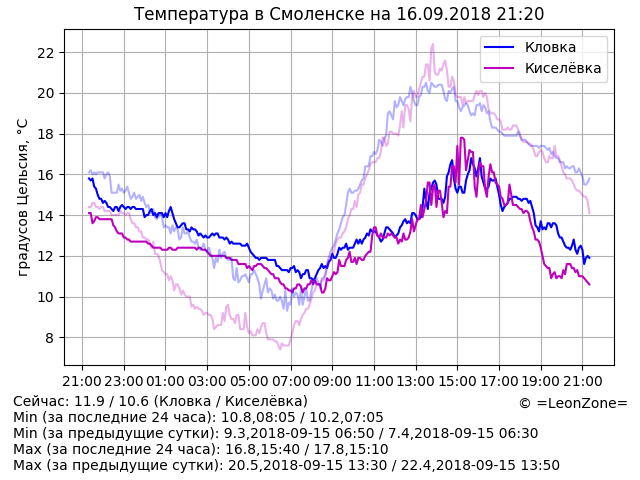 Температура в Смоленске на 16.09.2018 21:20
Кловка
Киселёвка
градусов Цельсия, °C
22
20
18
16
14
12
10
8
21:00 23:00 01:00 03:00 05:00 07:00 09:00 11:00 13:00 15:00 17:00 19:00 21:00
Сейчас: 11.9 / 10.6 (Кловка / Киселёвка)
© =LeonZone=
Min (за последние 24 часа): 10.8,08:05 / 10.2,07:05
Min (за предыдущие сутки): 9.3,2018-09-15 06:50 / 7.4,2018-09-15 06:30
Max (за последние 24 часа): 16.8,15:40 / 17.8,15:10
Max (за предыдущие сутки): 20.5,2018-09-15 13:30 / 22.4,2018-09-15 13:50